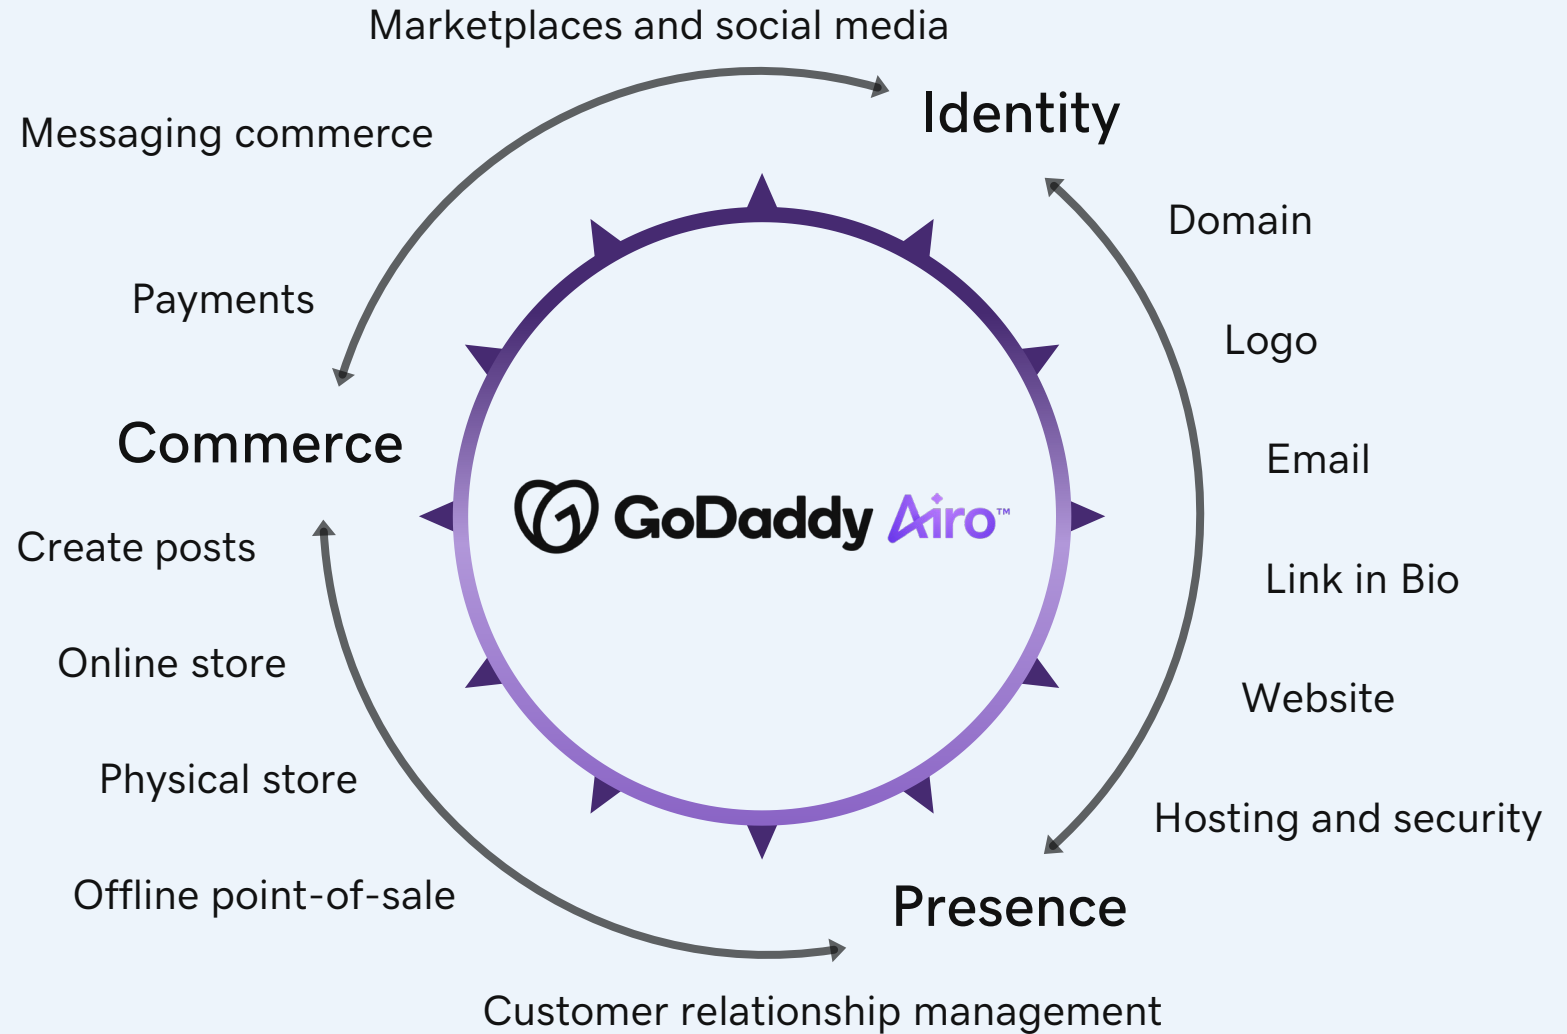 Marketplaces and social media
Identity
Messaging commerce
Domain
Payments
Logo
Commerce
Email
GoDaddy Airo™
Create posts
Link in Bio
Online store
Website
Physical store
Hosting and security
Offline point-of-sale
Presence
Customer relationship management